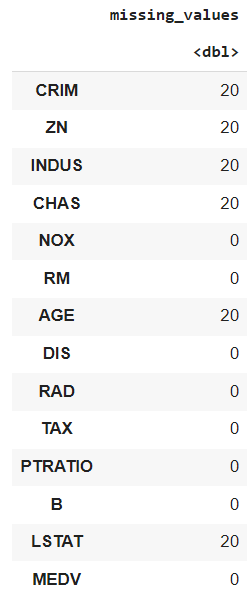 missing_values
<dbl>
CRIM 20
ZN 20
INDUS 20
CHAS 20
NOX 0
RM 0
AGE 20
DIS 0
RAD 0
TAX 0
PTRATIO 0
B 0
LSTAT 20
MEDV 0